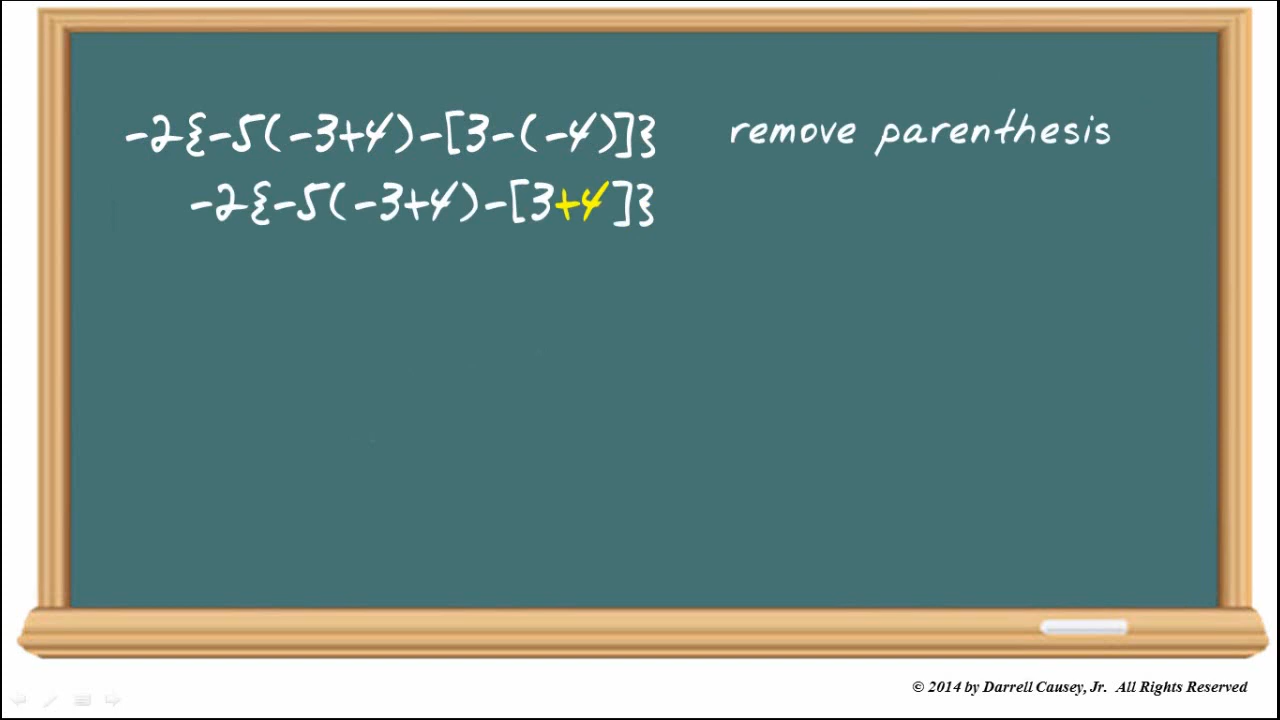 -2{-5(-3+4)-[3-(-4)]} remove parenthesis
-2{-5(-3+4)-[3+4]}
© 2014 by Darrell Causey, Jr. All Rights Reserved